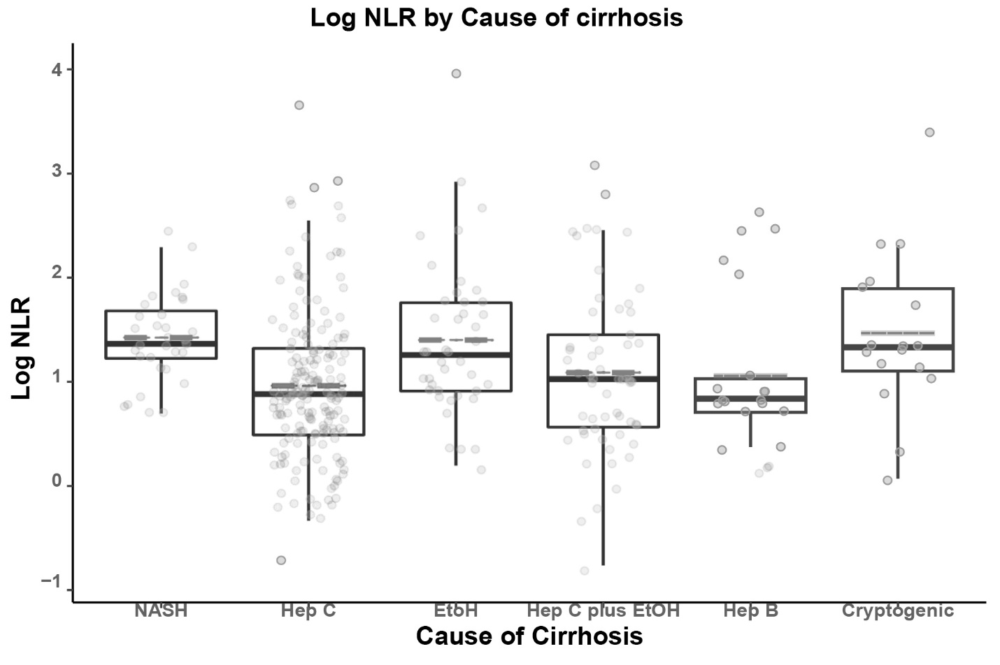 Log NLR by Cause of cirrhosis
Log NLR
4
3
2
1
0
−1
NASH Hep C EtOH Hep C plus EtOH Hep B Cryptogenic
Cause of Cirrhosis